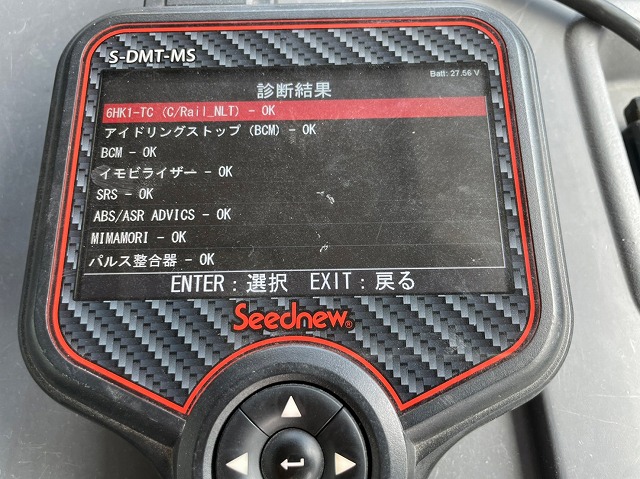 S-DMT-MS
Batt: 27.56 V
診断結果
6HK1-TC (C/Rail_NLT) - OK
アイドリングストップ (BCM) - OK
BCM - OK
イモビライザー - OK
SRS - OK
ABS/ASR ADVICS - OK
MIMAMORI - OK
パルス整合器 - OK
ENTER：選択 EXIT：戻る
Seednew®